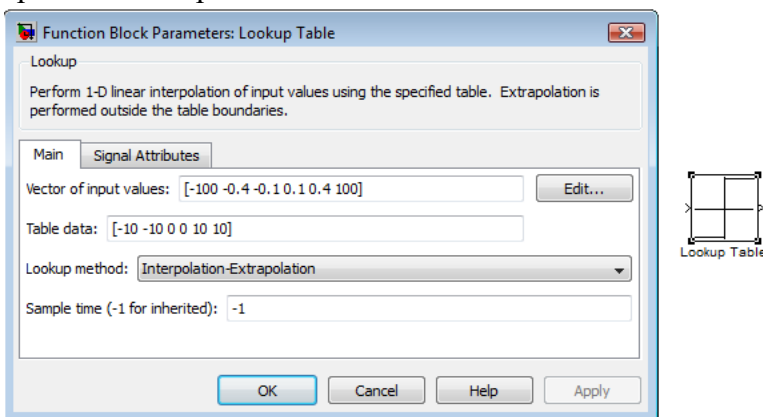 Function Block Parameters: Lookup Table
Lookup
Perform 1-D linear interpolation of input values using the specified table. Extrapolation is
performed outside the table boundaries.
Main Signal Attributes
Vector of input values: [-100 -0.4 -0.1 0.1 0.4 100] Edit...
Table data: [-10 -10 0 0 10 10]
Lookup Table
Lookup method: Interpolation-Extrapolation
Sample time (-1 for inherited): -1
OK Cancel Help Apply